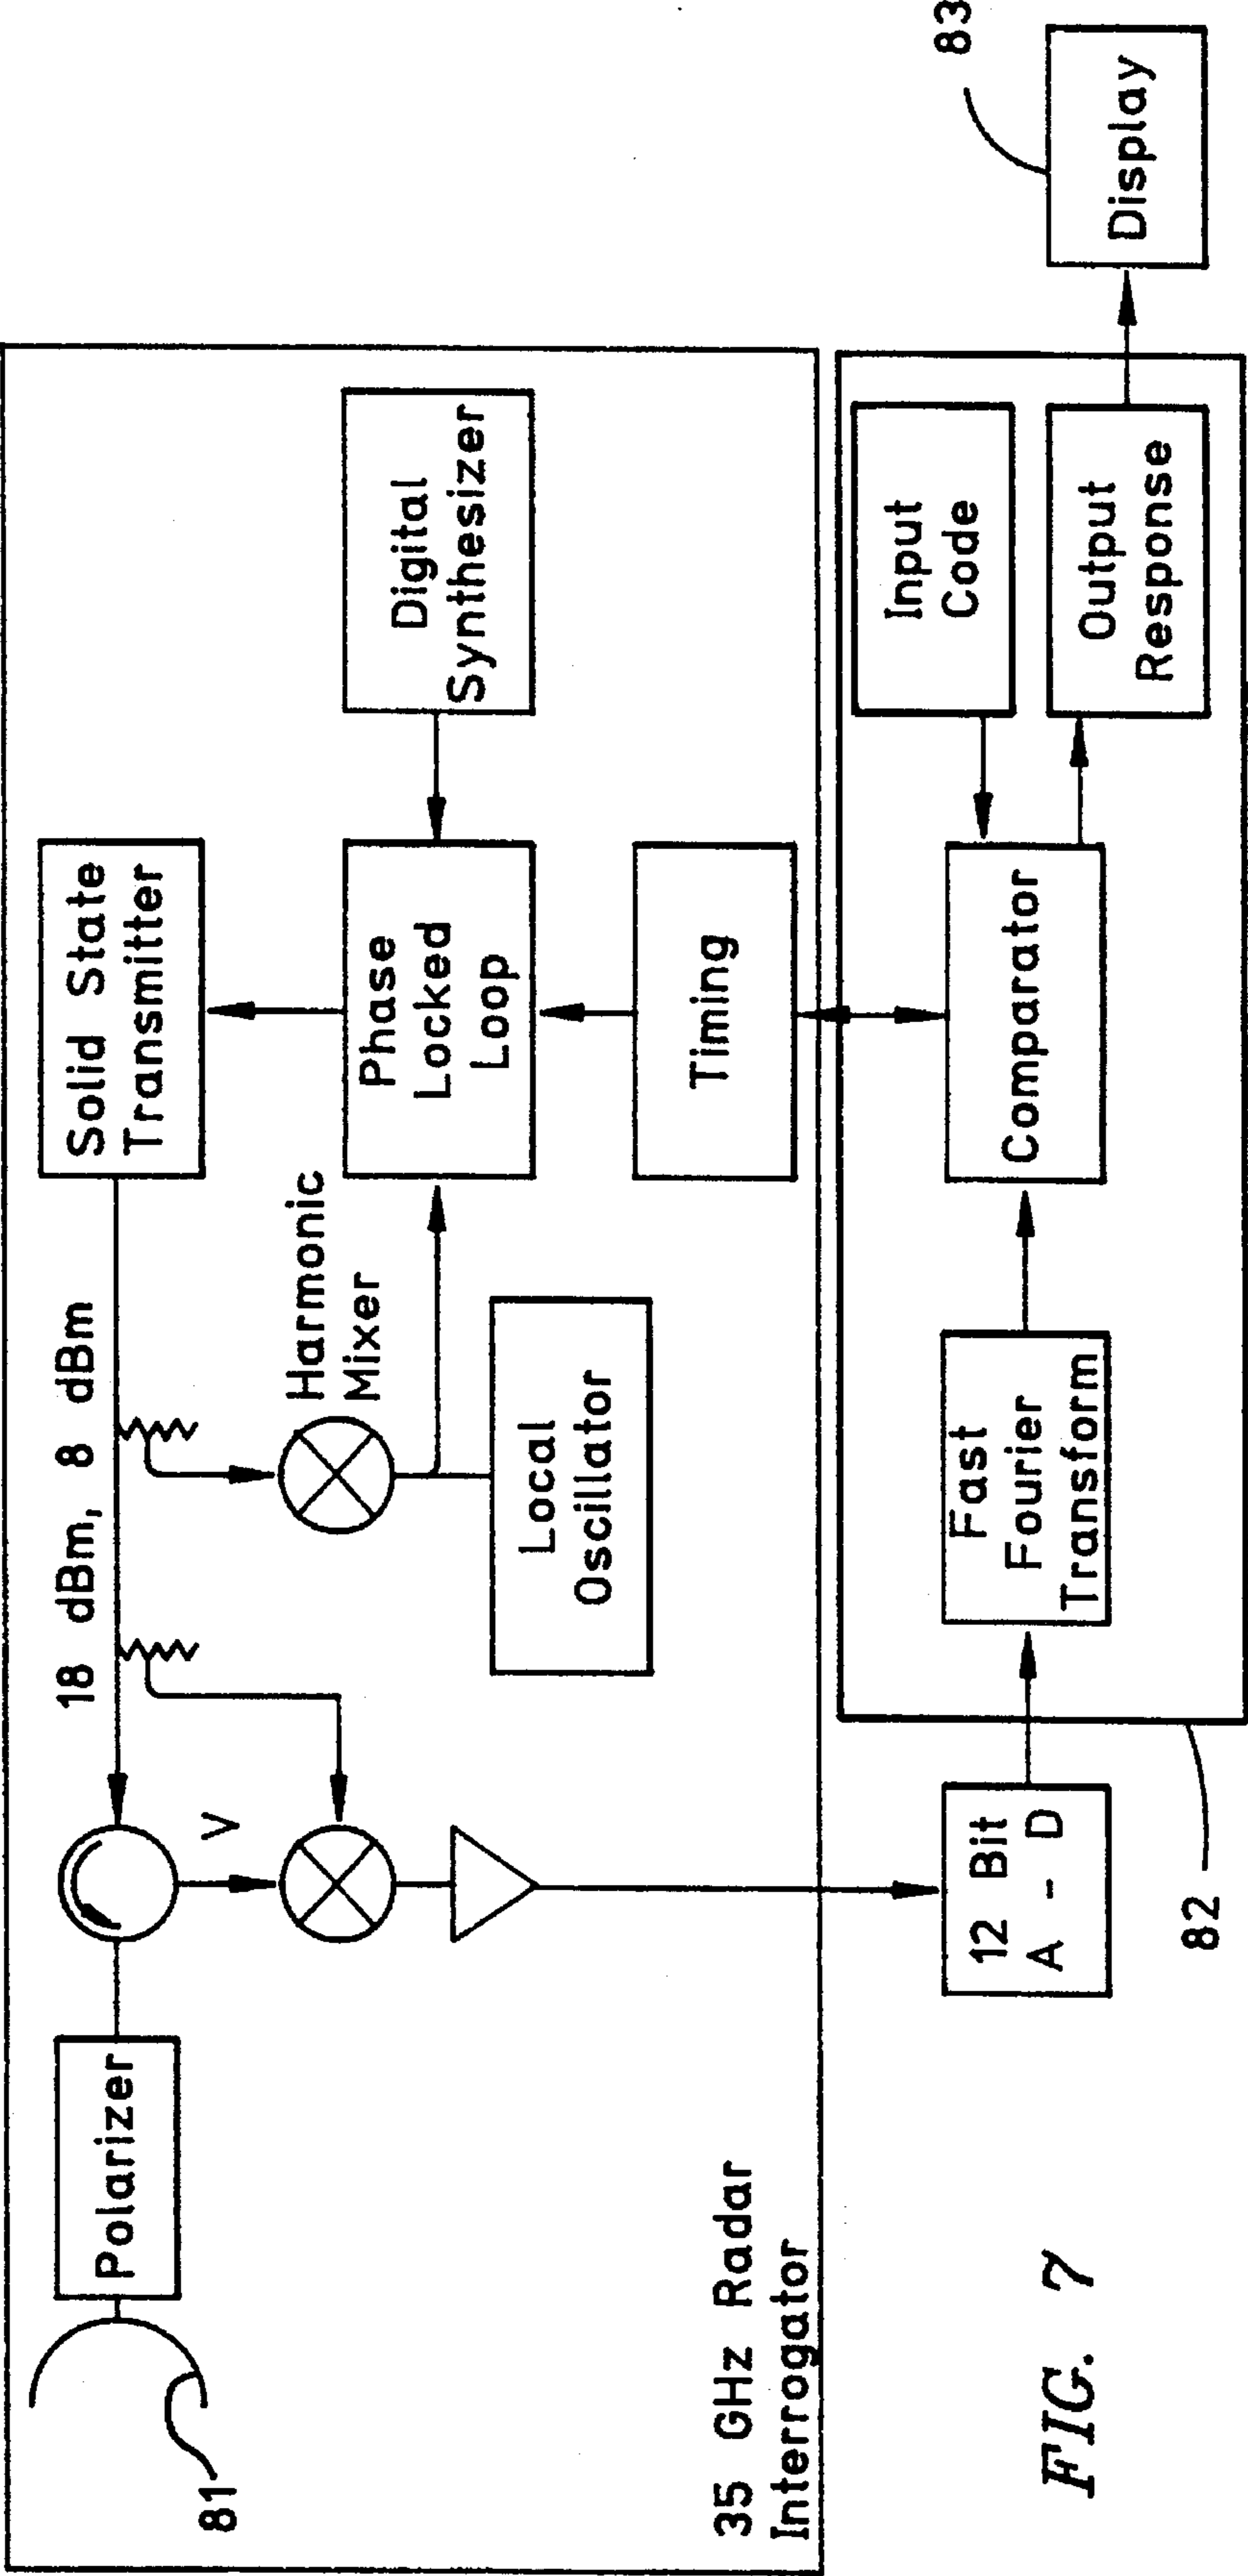 81
Polarizer
V
18 dBm, 8 dBm
Solid State
Transmitter
Harmonic
Mixer
Local
Oscillator
Phase
Locked
Loop
Digital
Synthesizer
Timing
35 GHz Radar
Interrogator
12 Bit
A - D
82
Fast
Fourier
Transform
Comparator
Input
Code
Output
Response
83
Display
FIG. 7